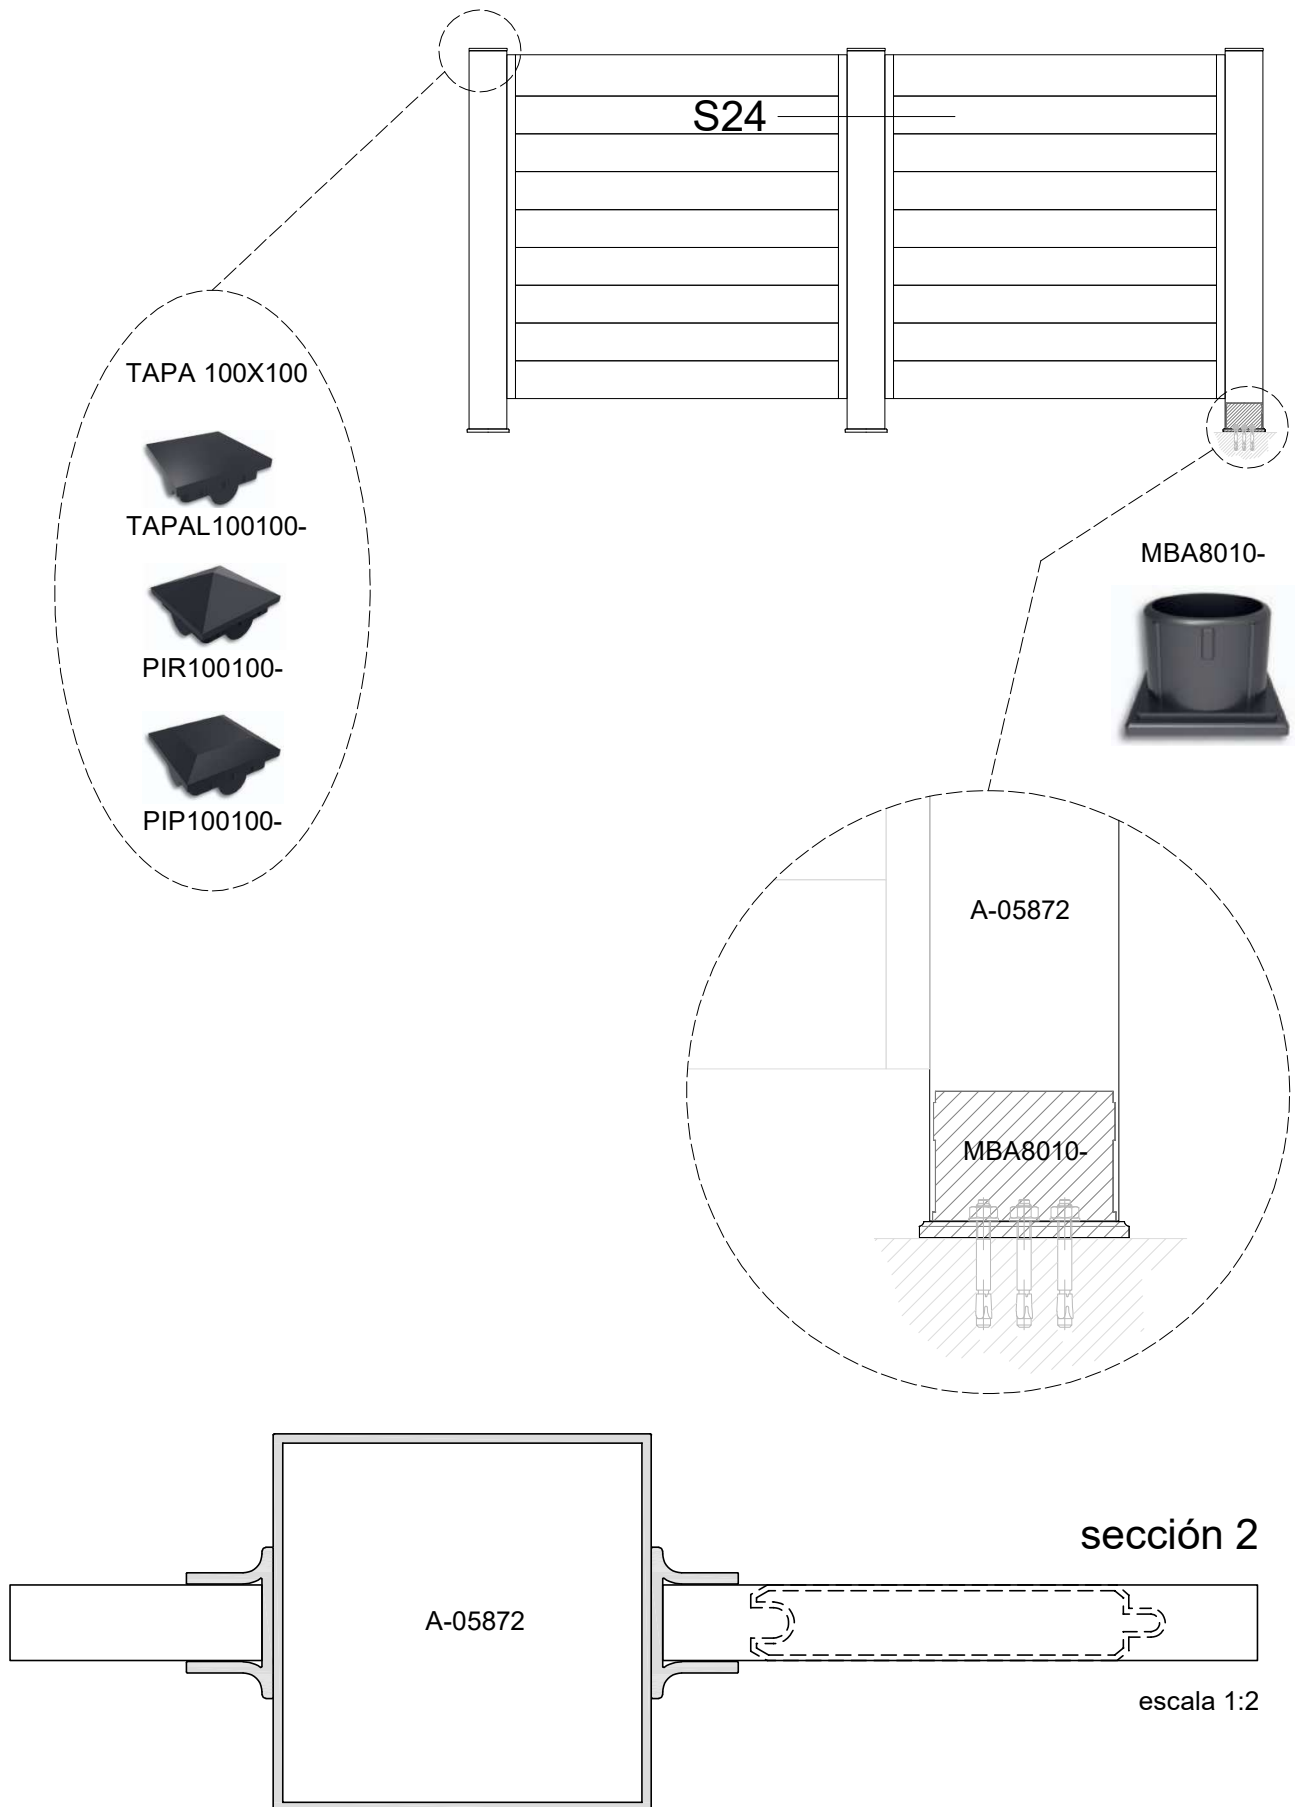 S24
TAPA 100X100
TAPAL100100-
PIR100100-
PIP100100-
MBA8010-
A-05872
MBA8010-
sección 2
A-05872
escala 1:2